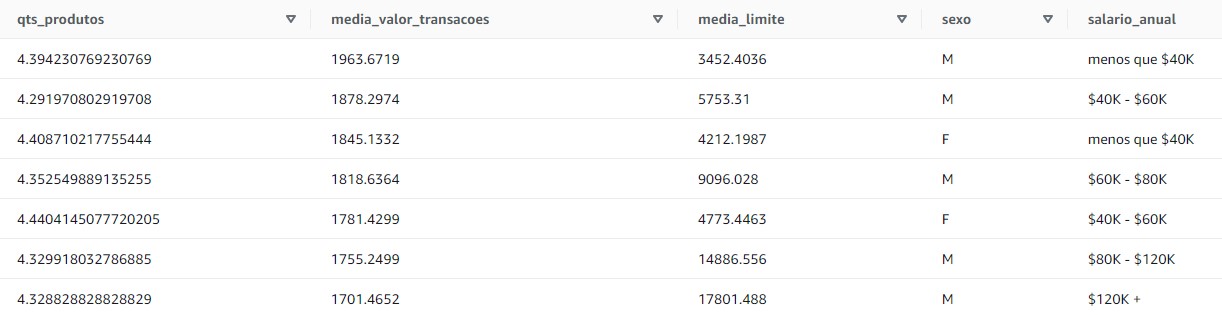 qts_produtos media_valor_transacoes media_limite sexo salario_anual
4.394230769230769 1963.6719 3452.4036 M menos que $40K
4.291970802919708 1878.2974 5753.31 M $40K - $60K
4.408710217755444 1845.1332 4212.1987 F menos que $40K
4.352549889135255 1818.6364 9096.028 M $60K - $80K
4.4404145077720205 1781.4299 4773.4463 F $40K - $60K
4.329918032786885 1755.2499 14886.556 M $80K - $120K
4.328828828828829 1701.4652 17801.488 M $120K +